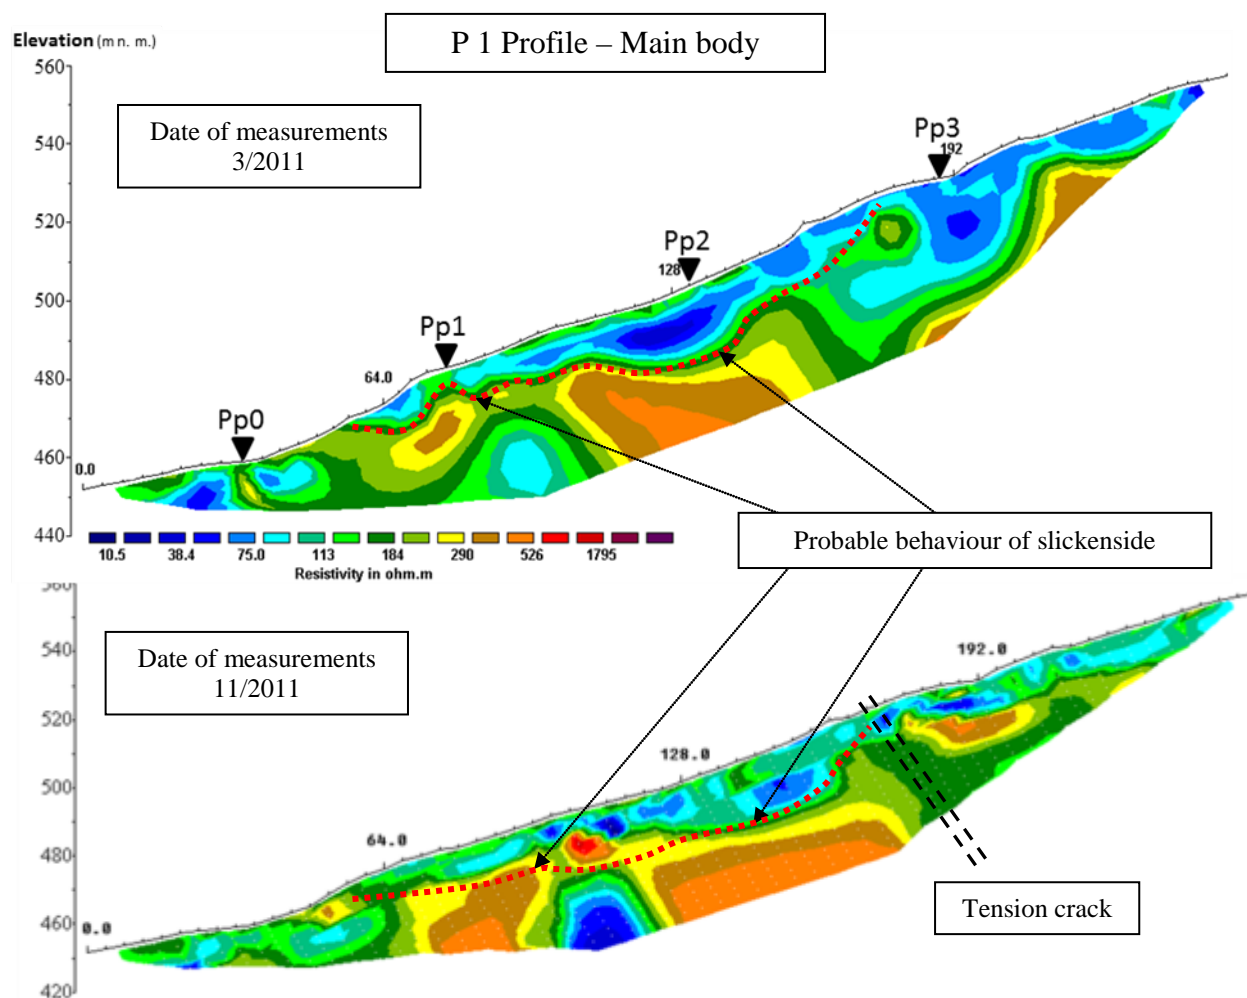 P 1 Profile – Main body
Elevation (m n. m.)
560
540
520
500
480
460
440
Date of measurements
3/2011
Pp3
192
Pp2
128
Pp1
64.0
Pp0
0.0
10.5 38.4 75.0 113 184 290 526 1795
Resistivity in ohm.m
Probable behaviour of slickenside
560
540
520
500
480
460
420
Date of measurements
11/2011
192.0
128.0
64.0
0.0
Tension crack